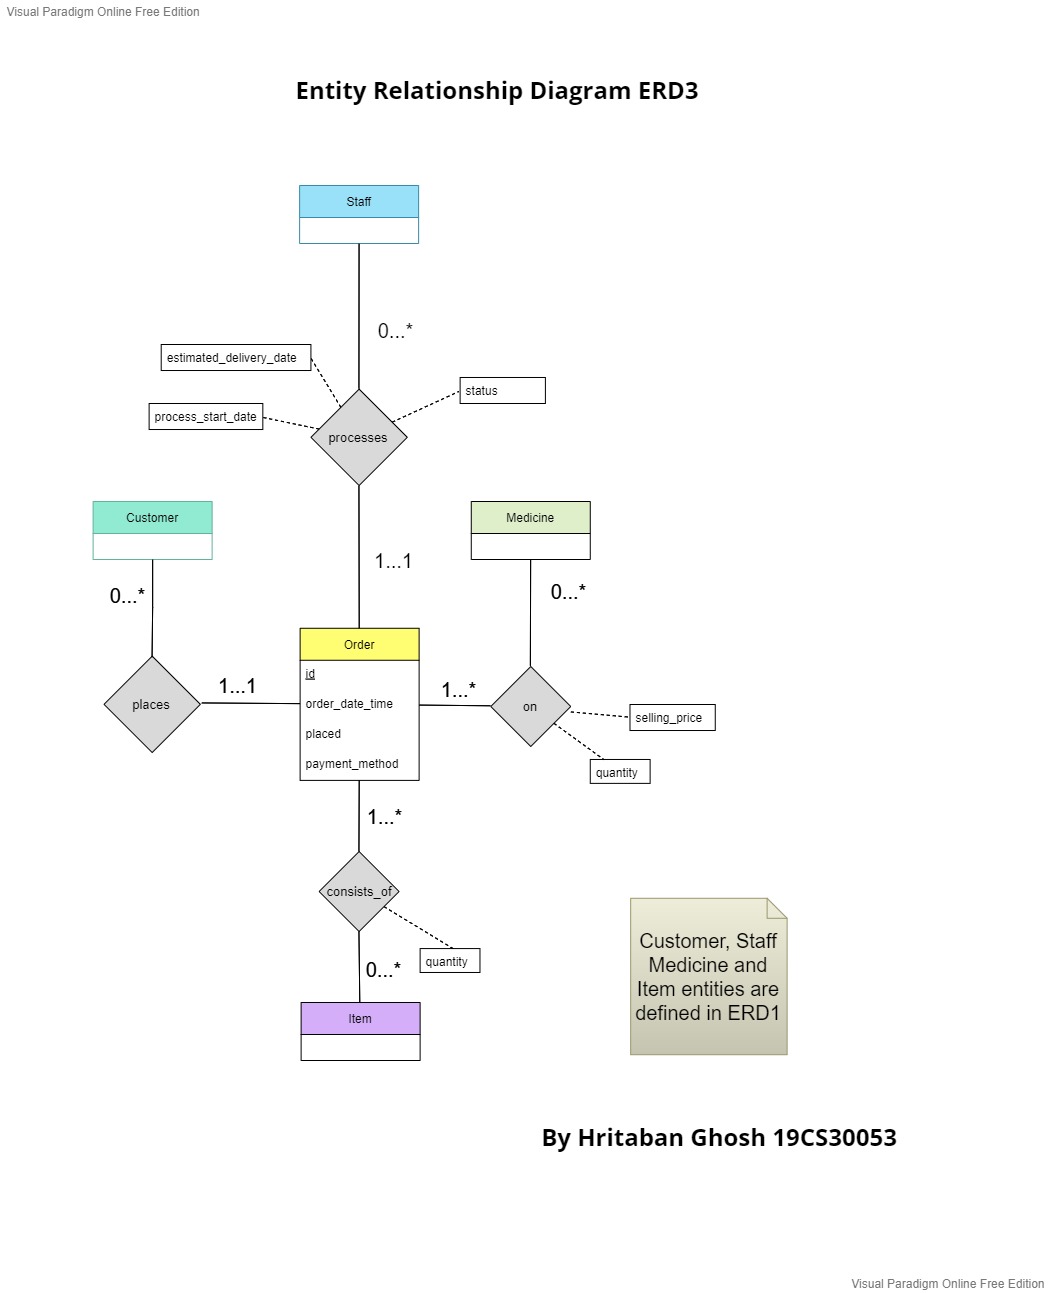 Visual Paradigm Online Free Edition
Entity Relationship Diagram ERD3
Staff
0...*
estimated_delivery_date
status
process_start_date
processes
Customer
Medicine
1...1
0...*
0...*
Order
id
1...1
1...*
order_date_time
places
on
selling_price
placed
payment_method
quantity
1...*
consists_of
Customer, Staff
Medicine and
Item entities are
defined in ERD1
quantity
0...*
Item
By Hritaban Ghosh 19CS30053
Visual Paradigm Online Free Edition